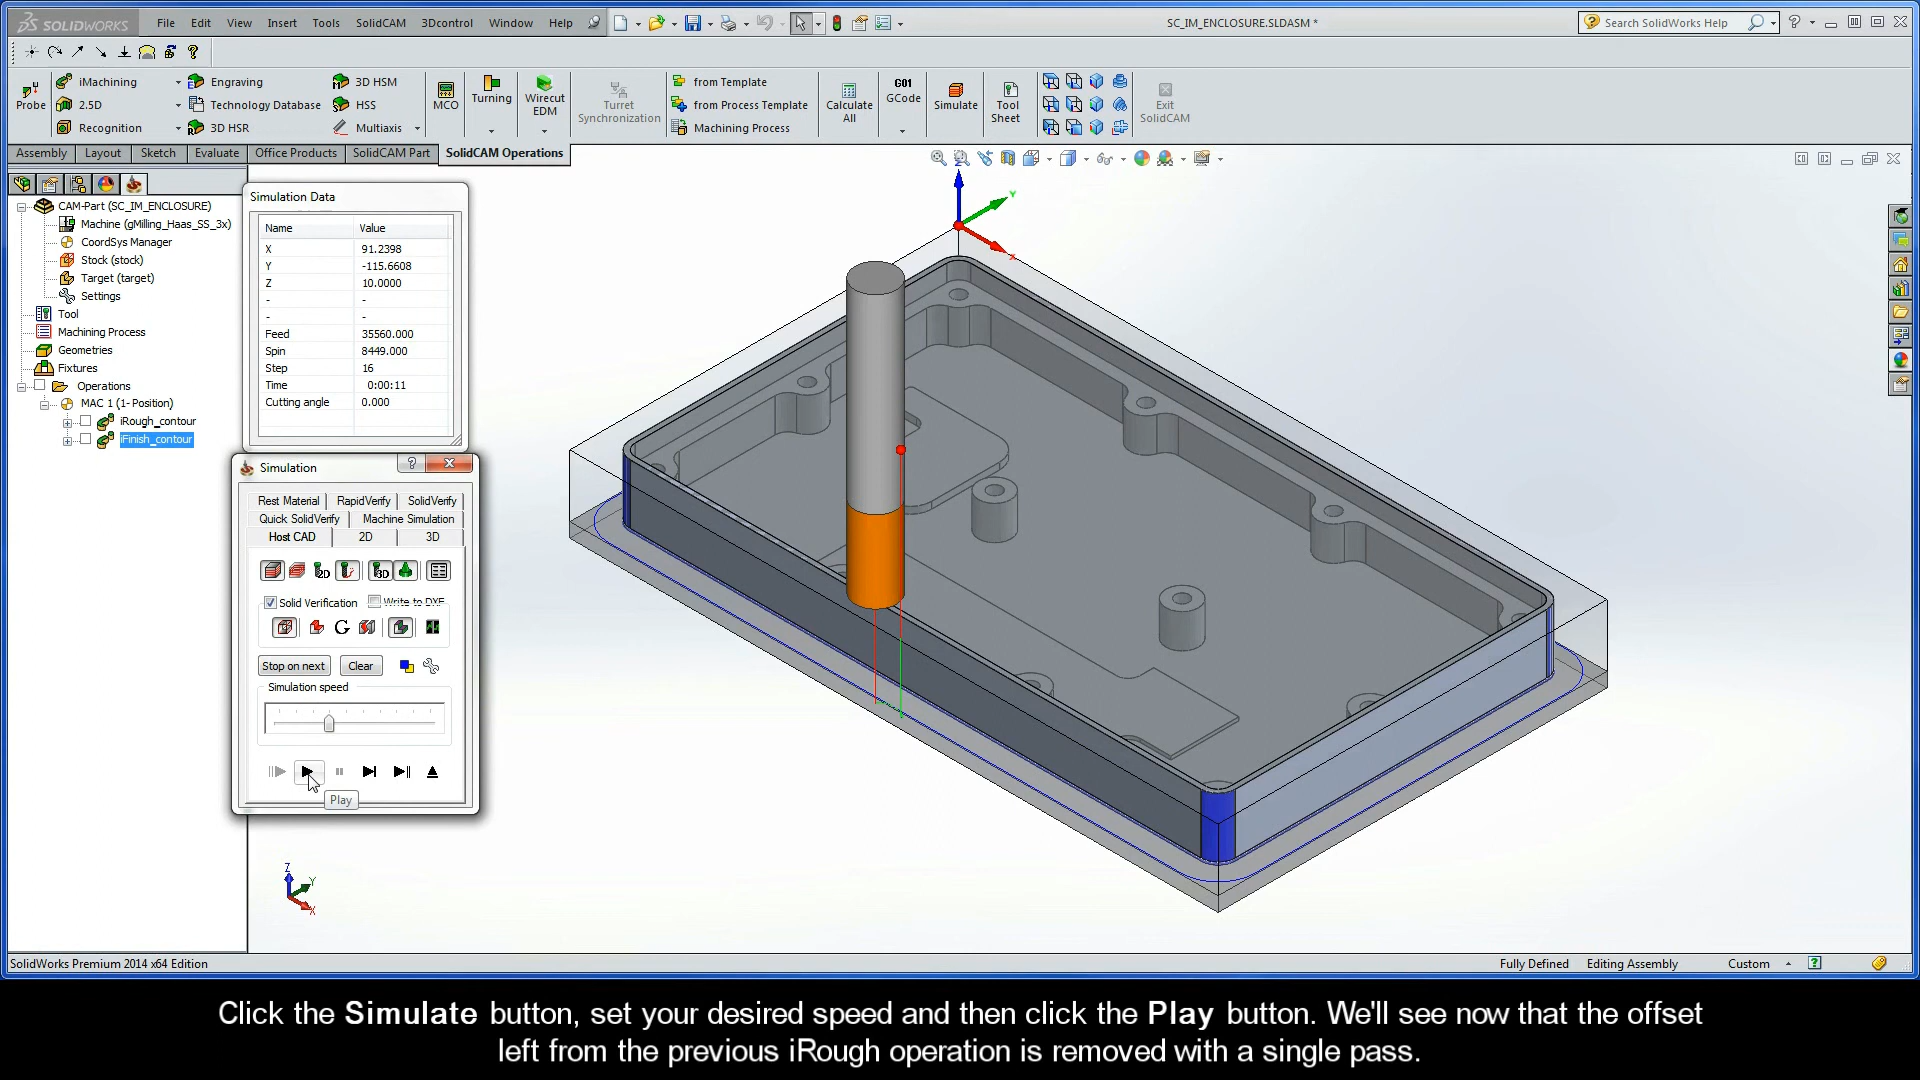 SOLIDWORKS File Edit View Insert Tools SolidCAM 3Dcontrol Window Help SC_IM_ENCLOSURE.SLDASM * Search SolidWorks Help
Probe
iMachining
2.5D
Recognition
Engraving
Technology Database
3D HSR
3D HSM
HSS
Multiaxis
MCO
Turning
Wirecut
EDM
Turret
Synchronization
from Template
from Process Template
Machining Process
Calculate
All
G01
GCode
Simulate
Tool
Sheet
Exit
SolidCAM
Assembly Layout Sketch Evaluate Office Products SolidCAM Part SolidCAM Operations
CAM-Part (SC_IM_ENCLOSURE)
Machine (gMilling_Haas_SS_3x)
CoordSys Manager
Stock (stock)
Target (target)
Settings
Tool
Machining Process
Geometries
Fixtures
Operations
MAC 1 (1- Position)
iRough_contour
iFinish_contour
Simulation Data
Name Value
X 91.2398
Y -115.6608
Z 10.0000
- -
- -
Feed 35560.000
Spin 8449.000
Step 16
Time 0:00:11
Cutting angle 0.000
Simulation
Rest Material RapidVerify SolidVerify
Quick SolidVerify Machine Simulation
Host CAD 2D 3D
Solid Verification Write to DXF
Stop on next Clear
Simulation speed
Play
Z
Y
X
Y
X
SolidWorks Premium 2014 x64 Edition Fully Defined Editing Assembly Custom
Click the Simulate button, set your desired speed and then click the Play button. We'll see now that the offset
left from the previous iRough operation is removed with a single pass.